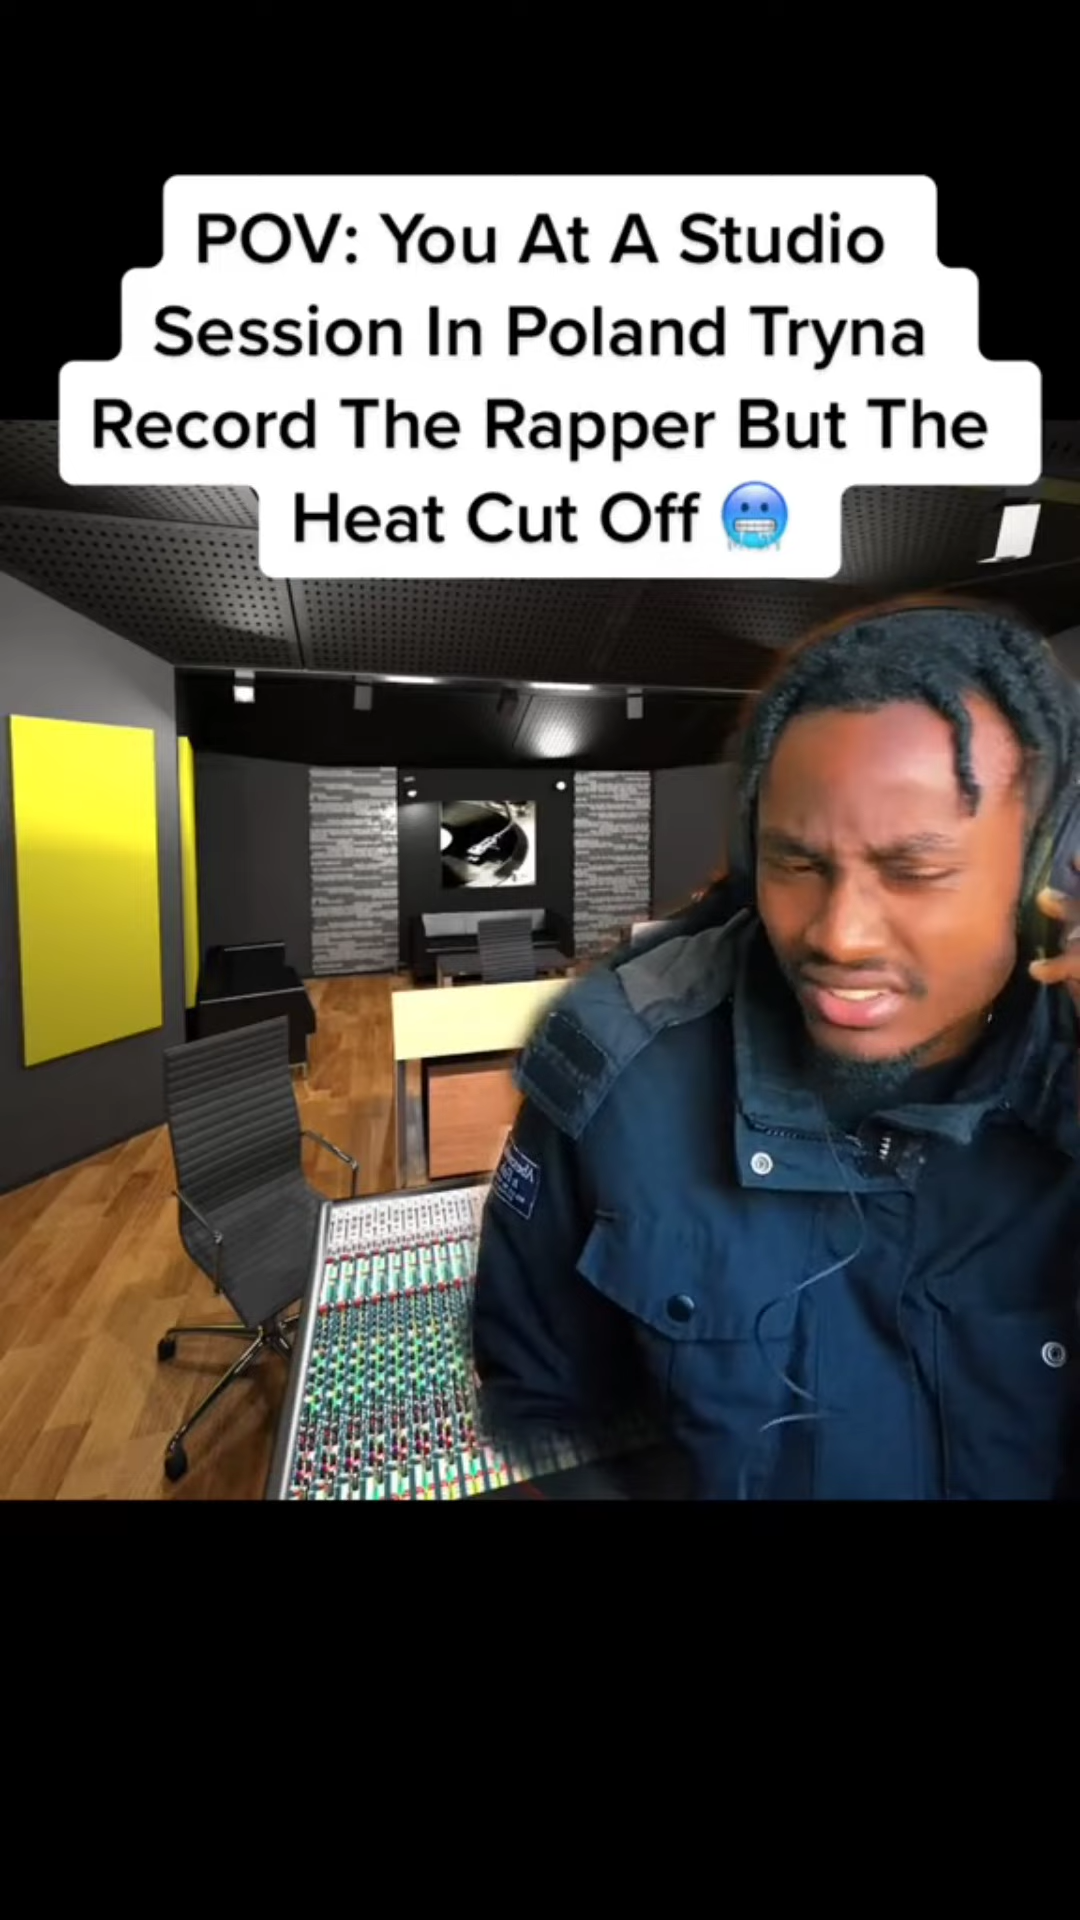 POV: You At A Studio
Session In Poland Tryna
Record The Rapper But The
Heat Cut Off 🥶